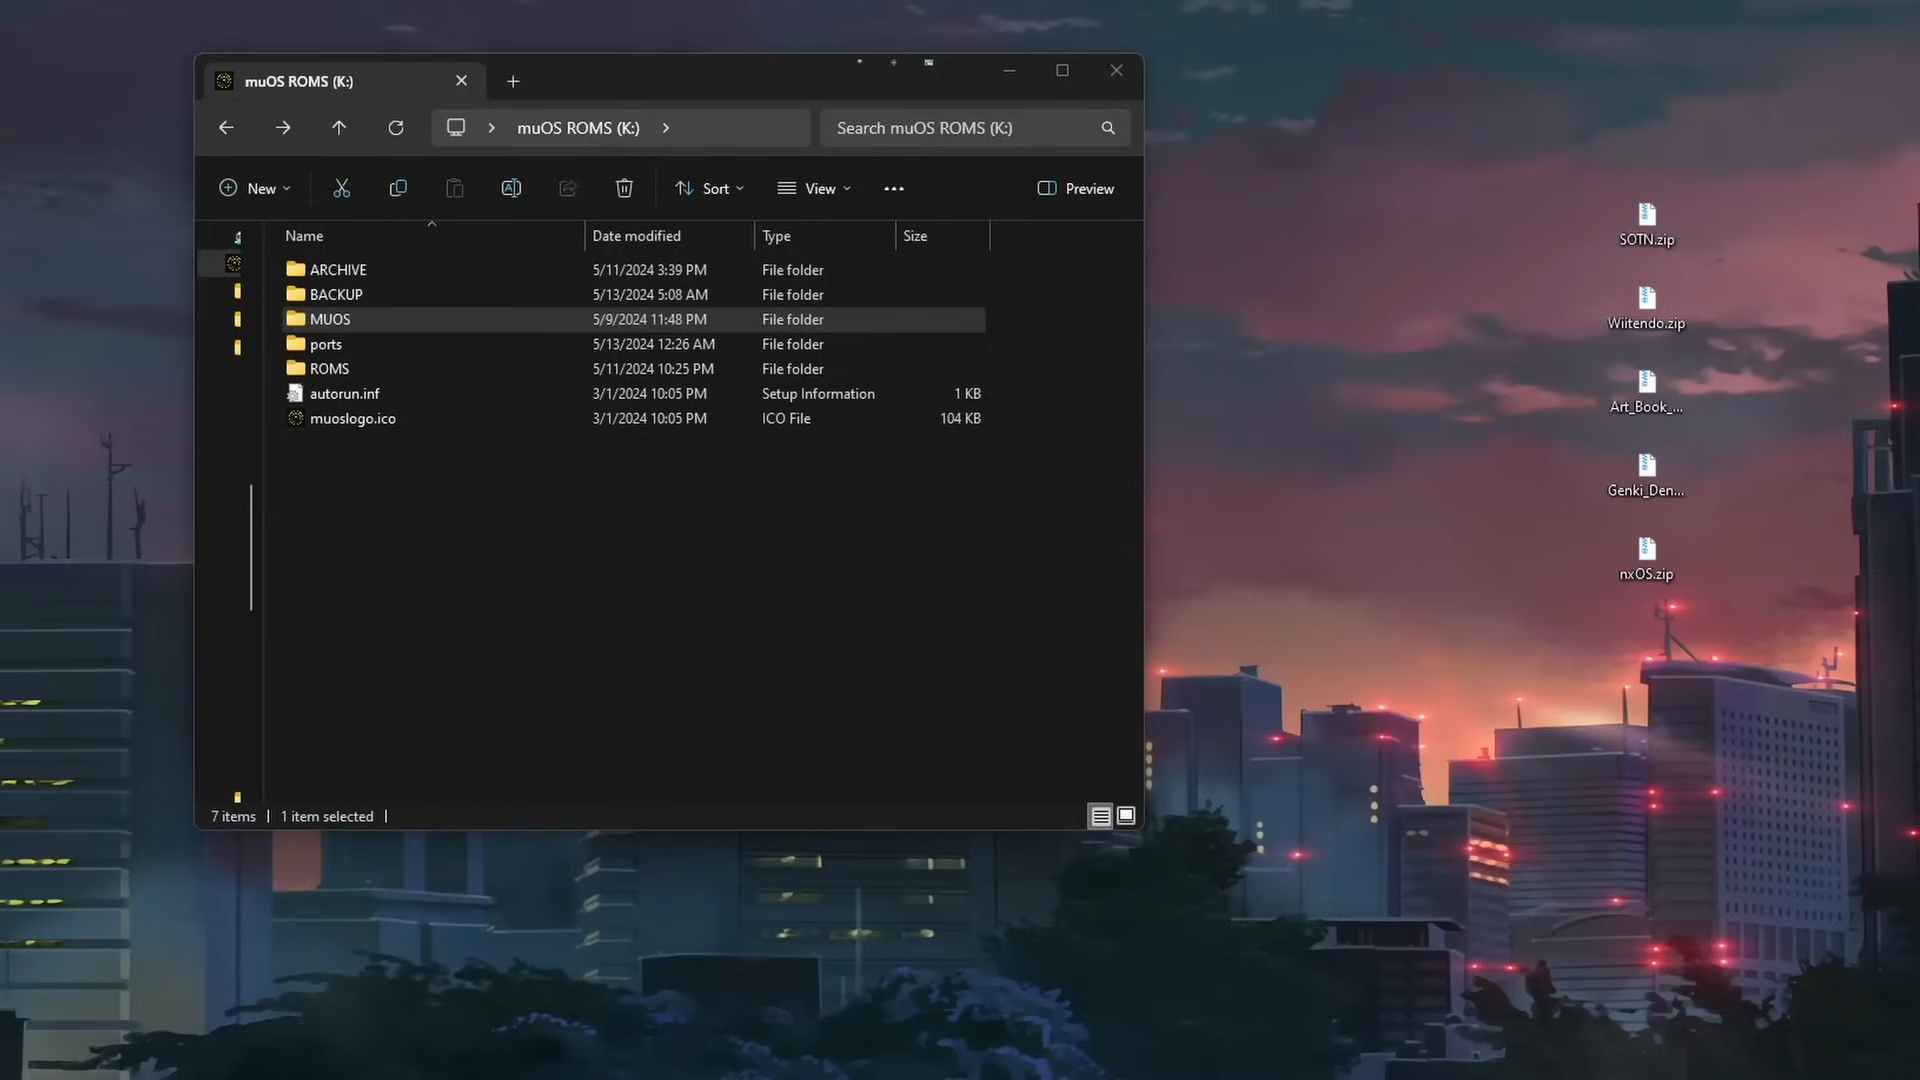 muOS ROMS (K:)
muOS ROMS (K:)
Search muOS ROMS (K:)
New
Sort
View
Preview
Name Date modified Type Size
ARCHIVE 5/11/2024 3:39 PM File folder
BACKUP 5/13/2024 5:08 AM File folder
MUOS 5/9/2024 11:48 PM File folder
ports 5/13/2024 12:26 AM File folder
ROMS 5/11/2024 10:25 PM File folder
autorun.inf 3/1/2024 10:05 PM Setup Information 1 KB
muoslogo.ico 3/1/2024 10:05 PM ICO File 104 KB
7 items 1 item selected
SOTN.zip
Wiitendo.zip
Art_Book_...
Genki_Den...
nxOS.zip